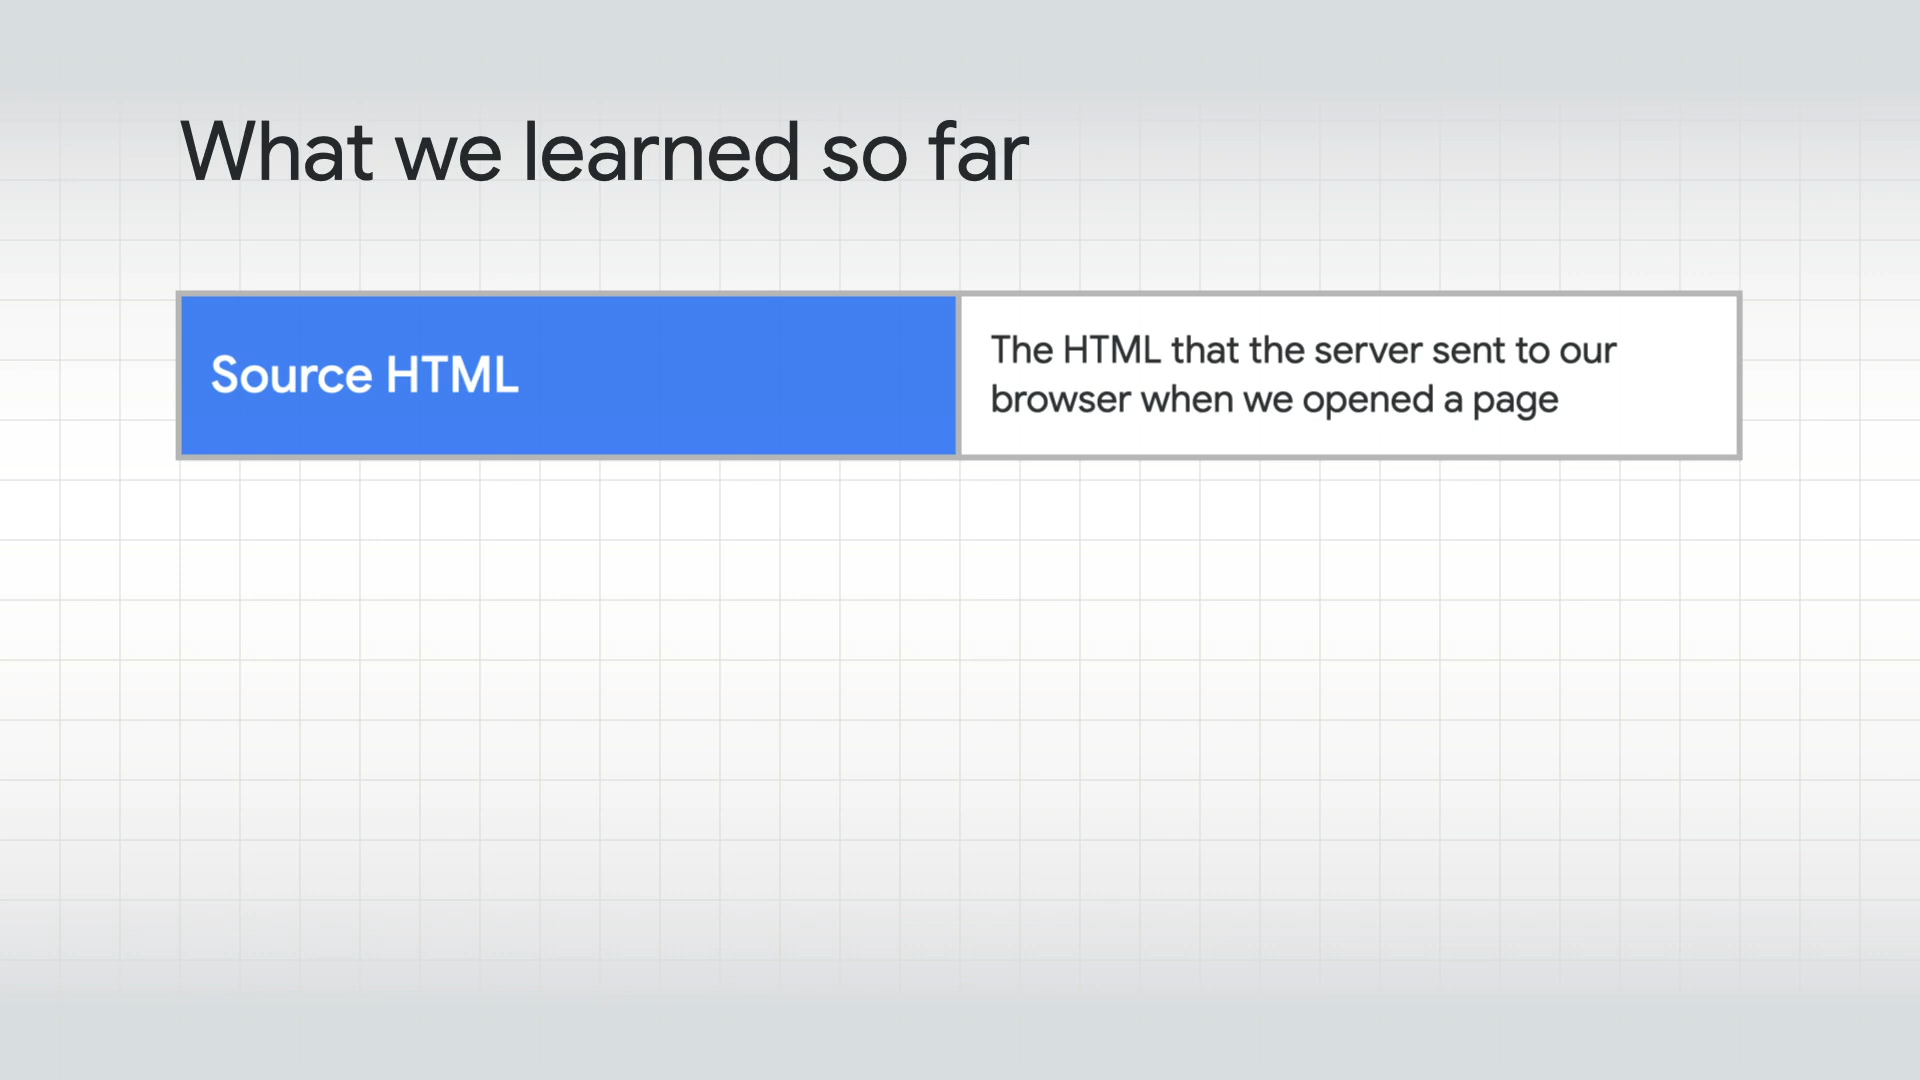 What we learned so far
Source HTML
The HTML that the server sent to our
browser when we opened a page